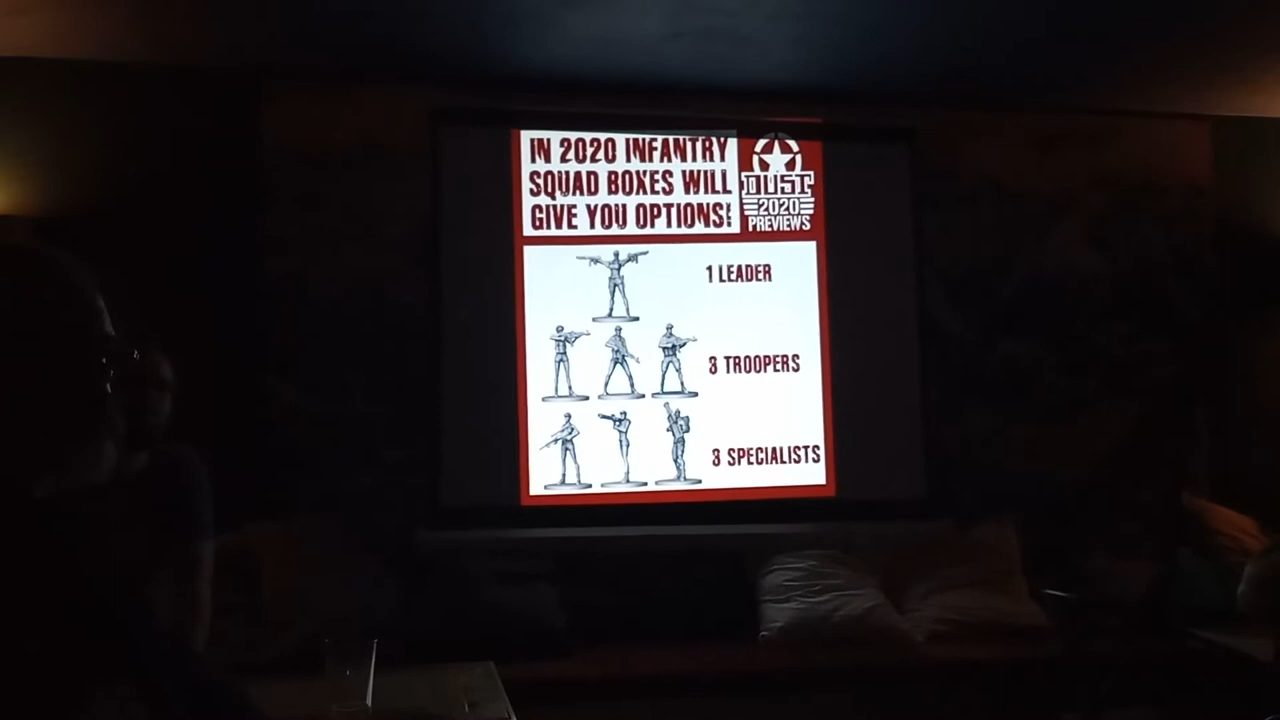 IN 2020 INFANTRY
SQUAD BOXES WILL
GIVE YOU OPTIONS!
DUST
2020
PREVIEWS
1 LEADER
3 TROOPERS
3 SPECIALISTS